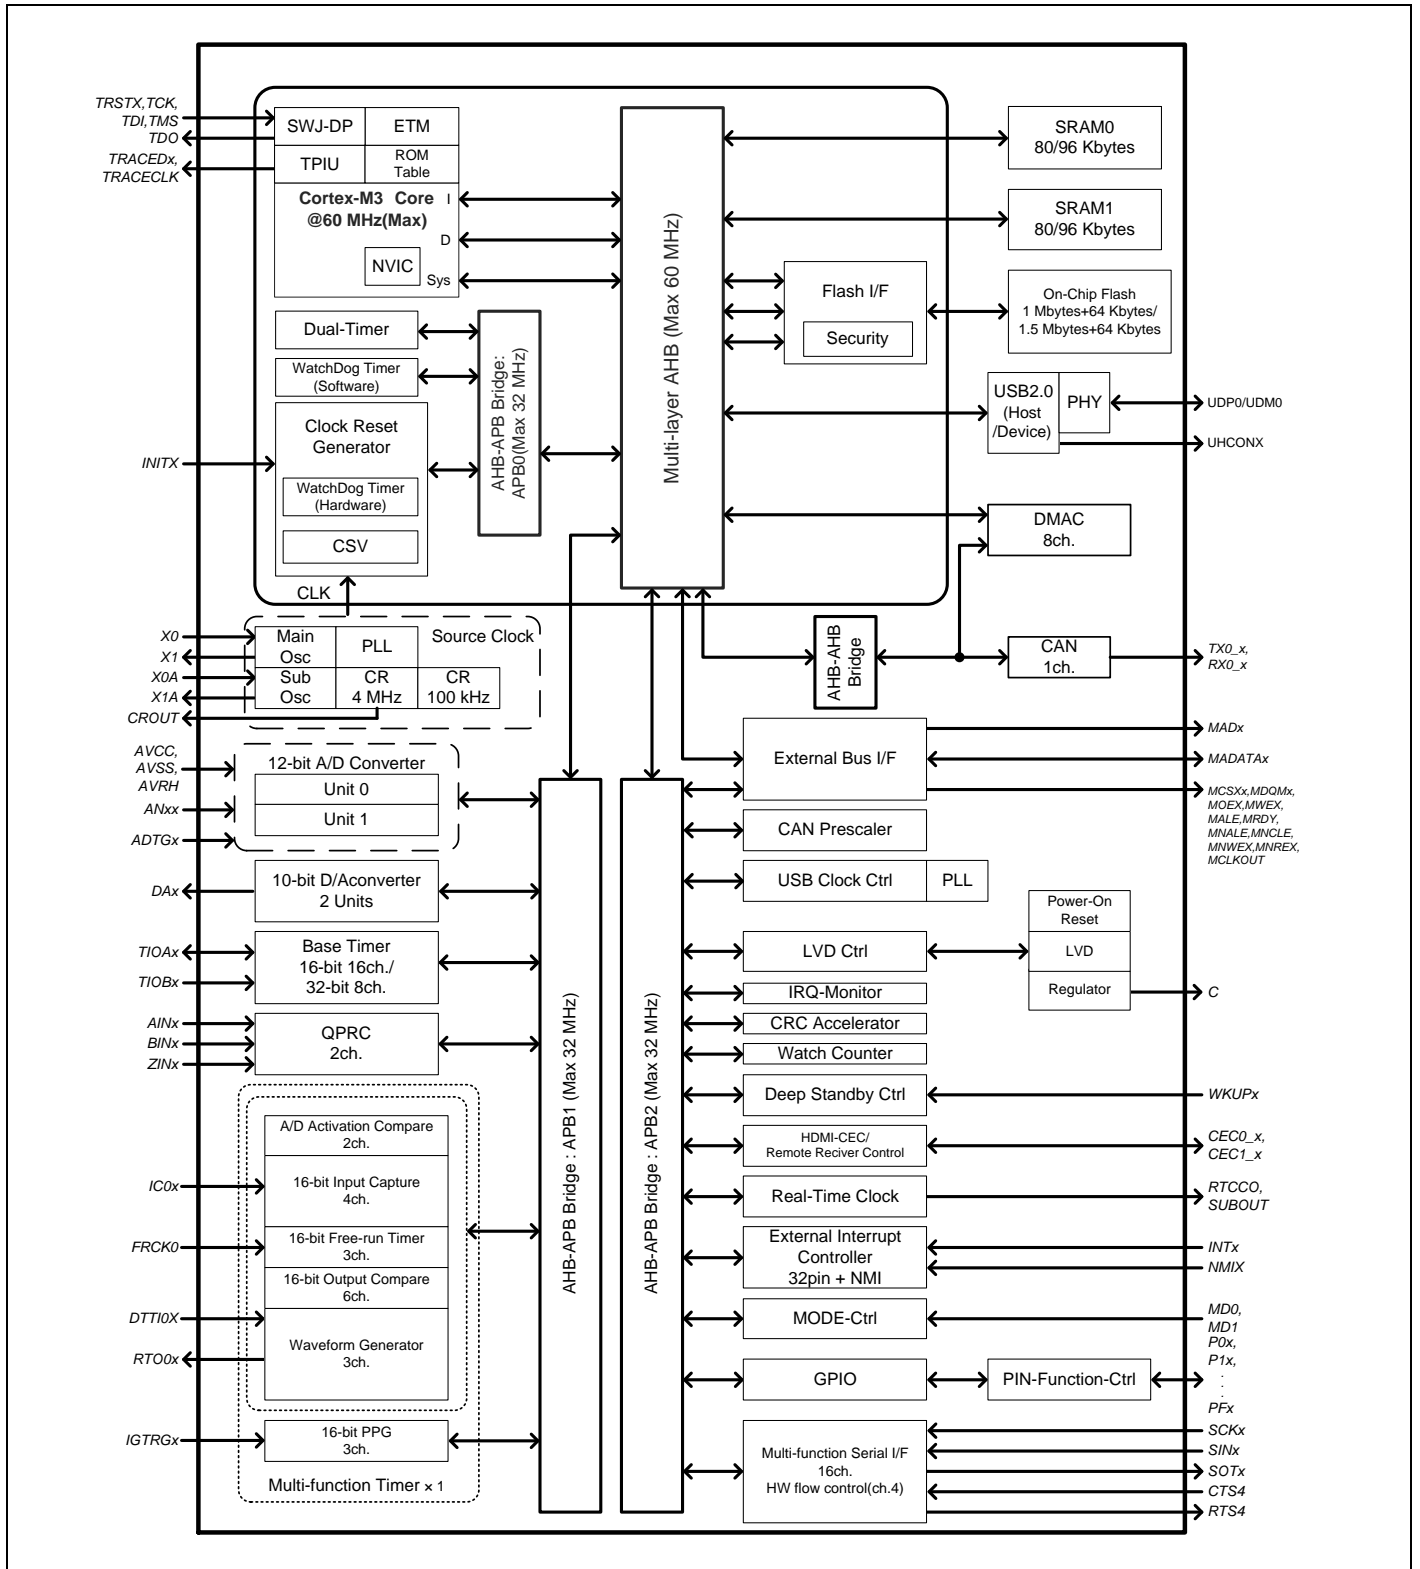 TRSTX,TCK,
TDI,TMS
TDO
TRACEDx,
TRACECLK
SWJ-DP
ETM
TPIU
ROM
Table
Cortex-M3 Core
@60 MHz(Max)
I
D
NVIC
Sys
Dual-Timer
WatchDog Timer
(Software)
Clock Reset
Generator
WatchDog Timer
(Hardware)
CSV
INITX
CLK
AHB-APB Bridge:
APB0(Max 32 MHz)
Multi-layer AHB (Max 60 MHz)
SRAM0
80/96 Kbytes
SRAM1
80/96 Kbytes
Flash I/F
Security
On-Chip Flash
1 Mbytes+64 Kbytes/
1.5 Mbytes+64 Kbytes
USB2.0
(Host
/Device)
PHY
UDP0/UDM0
UHCONX
DMAC
8ch.
X0
X1
X0A
X1A
CROUT
Main
Osc
PLL
Source Clock
Sub
Osc
CR
4 MHz
CR
100 kHz
AHB-AHB
Bridge
CAN
1ch.
TX0_x,
RX0_x
AVCC,
AVSS,
AVRH
ANxx
ADTGx
12-bit A/D Converter
Unit 0
Unit 1
DAx
10-bit D/Aconverter
2 Units
TIOAx
TIOBx
Base Timer
16-bit 16ch./
32-bit 8ch.
AINx
BINx
ZINx
QPRC
2ch.
A/D Activation Compare
2ch.
IC0x
16-bit Input Capture
4ch.
FRCK0
16-bit Free-run Timer
3ch.
16-bit Output Compare
6ch.
DTTI0X
RTO0x
Waveform Generator
3ch.
IGTRGx
16-bit PPG
3ch.
Multi-function Timer × 1
AHB-APB Bridge : APB1 (Max 32 MHz)
AHB-APB Bridge : APB2 (Max 32 MHz)
External Bus I/F
MADx
MADATAx
MCSXx,MDQMx,
MOEX,MWEX,
MALE,MRDY,
MNALE,MNCLE,
MNWEX,MNREX,
MCLKOUT
CAN Prescaler
USB Clock Ctrl
PLL
LVD Ctrl
Power-On
Reset
LVD
Regulator
C
IRQ-Monitor
CRC Accelerator
Watch Counter
Deep Standby Ctrl
WKUPx
HDMI-CEC/
Remote Reciver Control
CEC0_x,
CEC1_x
Real-Time Clock
RTCCO,
SUBOUT
External Interrupt
Controller
32pin + NMI
INTx
NMIX
MODE-Ctrl
MD0,
MD1
GPIO
PIN-Function-Ctrl
P0x,
P1x,
.
.
.
PFx
Multi-function Serial I/F
16ch.
HW flow control(ch.4)
SCKx
SINx
SOTx
CTS4
RTS4